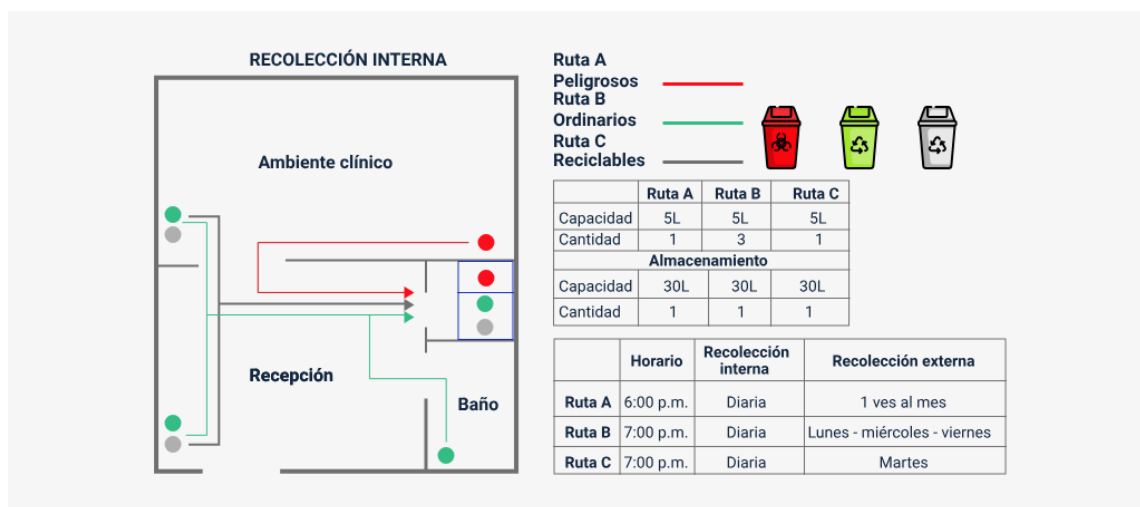 RECOLECCIÓN INTERNA
Ambiente clínico
Recepción
Baño
Ruta A
Peligrosos
Ruta B
Ordinarios
Ruta C
Reciclables
Ruta A Ruta B Ruta C
Capacidad 5L 5L 5L
Cantidad 1 3 1
Almacenamiento
Capacidad 30L 30L 30L
Cantidad 1 1 1
Horario Recolección interna Recolección externa
Ruta A 6:00 p.m. Diaria 1 ves al mes
Ruta B 7:00 p.m. Diaria Lunes - miércoles - viernes
Ruta C 7:00 p.m. Diaria Martes